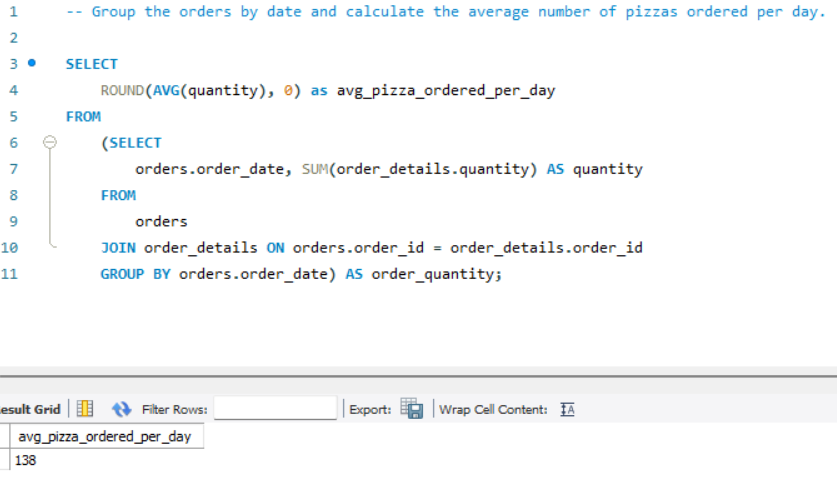 1 -- Group the orders by date and calculate the average number of pizzas ordered per day.
2
3 SELECT
4 ROUND(AVG(quantity), 0) as avg_pizza_ordered_per_day
5 FROM
6 (SELECT
7 orders.order_date, SUM(order_details.quantity) AS quantity
8 FROM
9 orders
10 JOIN order_details ON orders.order_id = order_details.order_id
11 GROUP BY orders.order_date) AS order_quantity;
esult Grid Filter Rows: Export: Wrap Cell Content: IA
avg_pizza_ordered_per_day
138